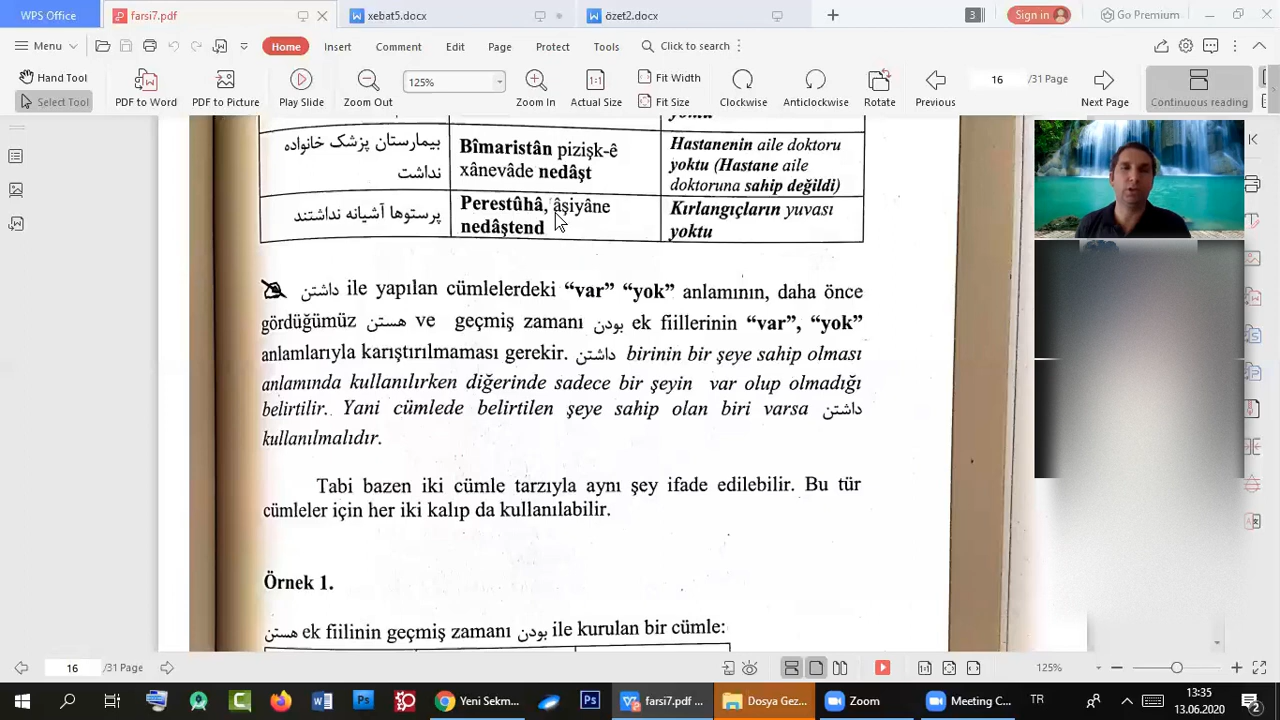 WPS Office
farsi7.pdf
xebat5.docx
özet2.docx
3
Sign in
Go Premium
Menu
Home
Insert
Comment
Edit
Page
Protect
Tools
Click to search
Hand Tool
Select Tool
PDF to Word
PDF to Picture
Play Slide
Zoom Out
125%
Zoom In
Actual Size
Fit Width
Fit Size
Clockwise
Anticlockwise
Rotate
Previous
16
/31 Page
Next Page
Continuous reading
yoktu
بیمارستان پزشک خانواده
نداشت
Bîmaristân pizişk-ê
xânevâde nedâşt
Hastanenin aile doktoru
yoktu (Hastane aile
doktoruna sahip değildi)
پرستوها آشیانه نداشتند
Perestûhâ, âşiyâne
nedâştend
Kırlangıçların yuvası
yoktu
داشتن ile yapılan cümlelerdeki “var” “yok” anlamının, daha önce
gördüğümüz هستن ve geçmiş zamanı بودن ek fiillerinin “var”, “yok”
anlamlarıyla karıştırılmaması gerekir. داشتن birinin bir şeye sahip olması
anlamında kullanılırken diğerinde sadece bir şeyin var olup olmadığı
belirtilir. Yani cümlede belirtilen şeye sahip olan biri varsa داشتن
kullanılmalıdır.
Tabi bazen iki cümle tarzıyla aynı şey ifade edilebilir. Bu tür
cümleler için her iki kalıp da kullanılabilir.
Örnek 1.
هستن ek fiilinin geçmiş zamanı بودن ile kurulan bir cümle:
16
/31 Page
125%
Yeni Sekm...
farsi7.pdf ...
Dosya Gez...
Zoom
Meeting C...
TR
13:35
13.06.2020
2